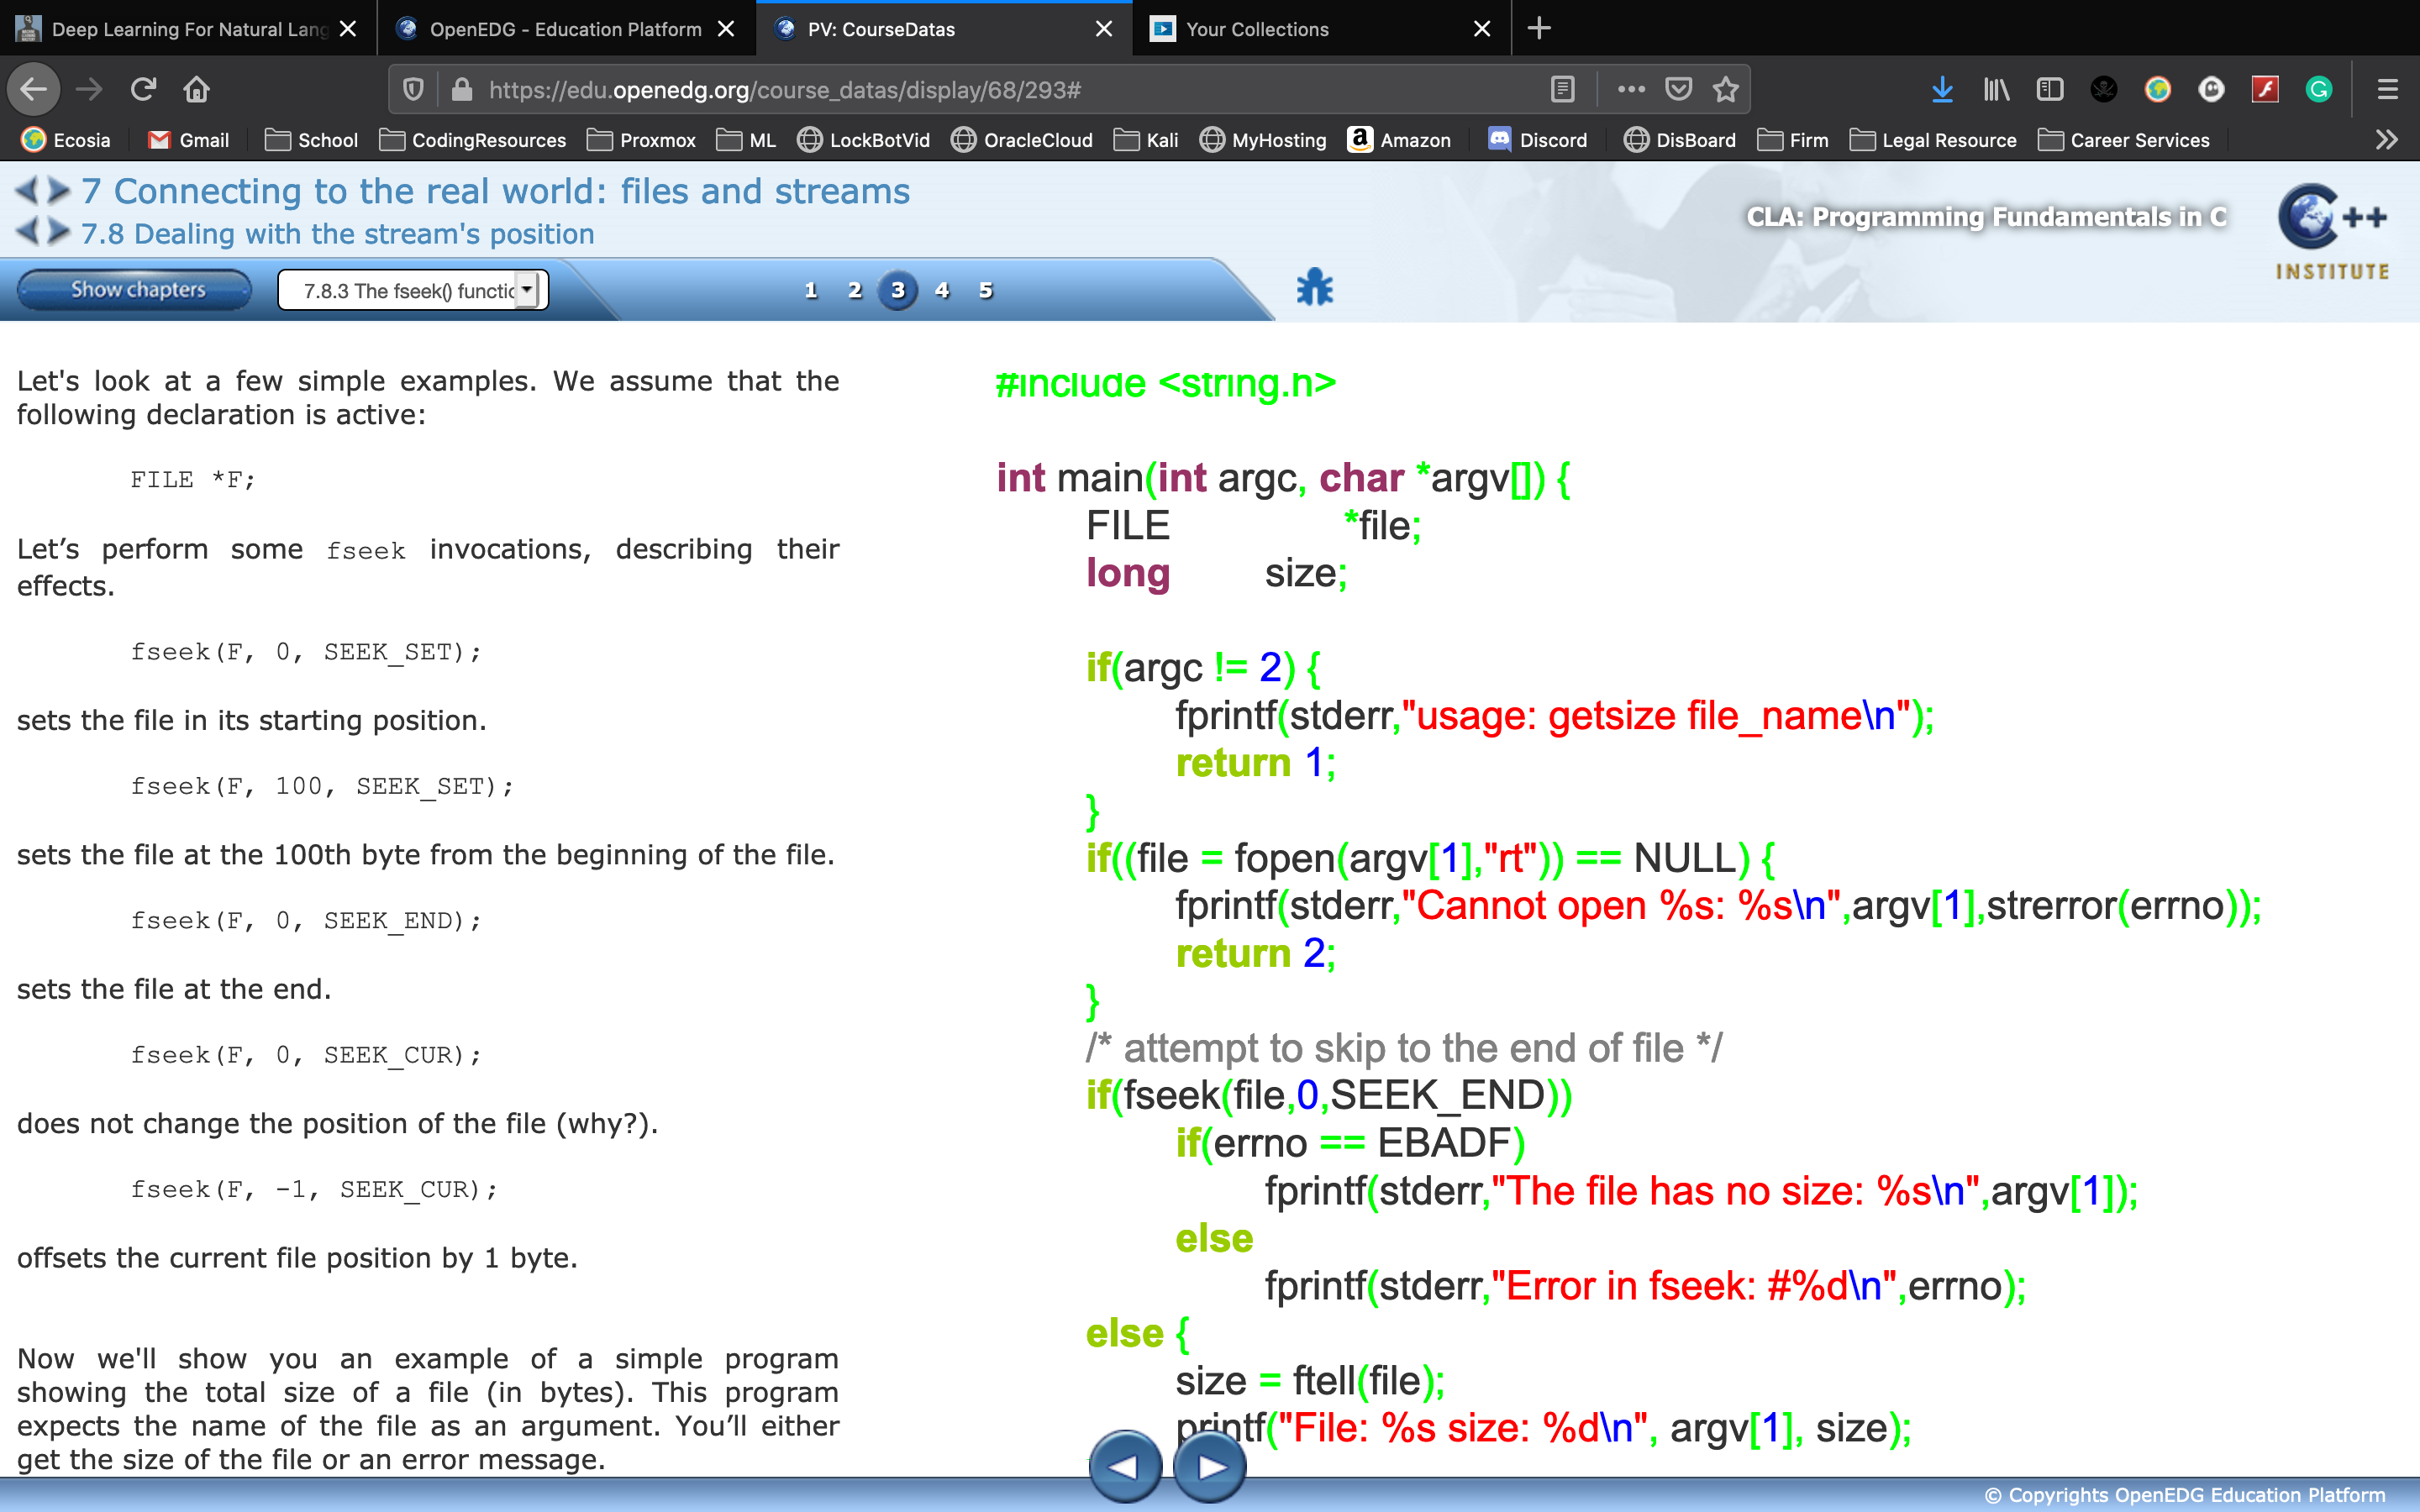 Deep Learning For Natural Lang
OpenEDG - Education Platform
PV: CourseDatas
Your Collections
https://edu.openedg.org/course_datas/display/68/293#
Ecosia
Gmail
School
CodingResources
Proxmox
ML
LockBotVid
OracleCloud
Kali
MyHosting
Amazon
Discord
DisBoard
Firm
Legal Resource
Career Services
7 Connecting to the real world: files and streams
7.8 Dealing with the stream's position
CLA: Programming Fundamentals in C
C++
INSTITUTE
Show chapters
7.8.3 The fseek() functic
1 2 3 4 5
Let's look at a few simple examples. We assume that the
following declaration is active:
FILE *F;
Let’s perform some fseek invocations, describing their
effects.
fseek(F, 0, SEEK_SET);
sets the file in its starting position.
fseek(F, 100, SEEK_SET);
sets the file at the 100th byte from the beginning of the file.
fseek(F, 0, SEEK_END);
sets the file at the end.
fseek(F, 0, SEEK_CUR);
does not change the position of the file (why?).
fseek(F, -1, SEEK_CUR);
offsets the current file position by 1 byte.
Now we'll show you an example of a simple program
showing the total size of a file (in bytes). This program
expects the name of the file as an argument. You’ll either
get the size of the file or an error message.
#include <string.h>
int main(int argc, char *argv[]) {
FILE *file;
long size;
if(argc != 2) {
fprintf(stderr,"usage: getsize file_name\n");
return 1;
}
if((file = fopen(argv[1],"rt")) == NULL) {
fprintf(stderr,"Cannot open %s: %s\n",argv[1],strerror(errno));
return 2;
}
/* attempt to skip to the end of file */
if(fseek(file,0,SEEK_END))
if(errno == EBADF)
fprintf(stderr,"The file has no size: %s\n",argv[1]);
else
fprintf(stderr,"Error in fseek: #%d\n",errno);
else {
size = ftell(file);
printf("File: %s size: %d\n", argv[1], size);
© Copyrights OpenEDG Education Platform